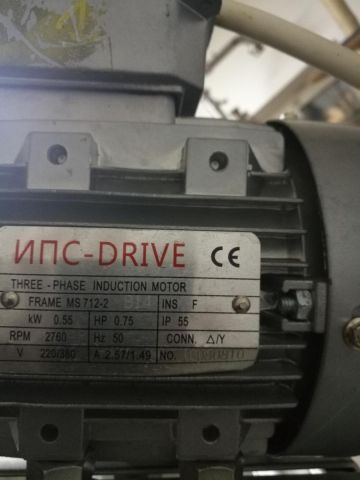 ИПС-DRIVE CE
THREE - PHASE INDUCTION MOTOR
FRAME MS 712-2 B14 INS F
kW 0.55 HP 0.75 IP 55
RPM 2760 Hz 50 CONN. △/Y
V 220/380 A 2.57/1.49 NO.